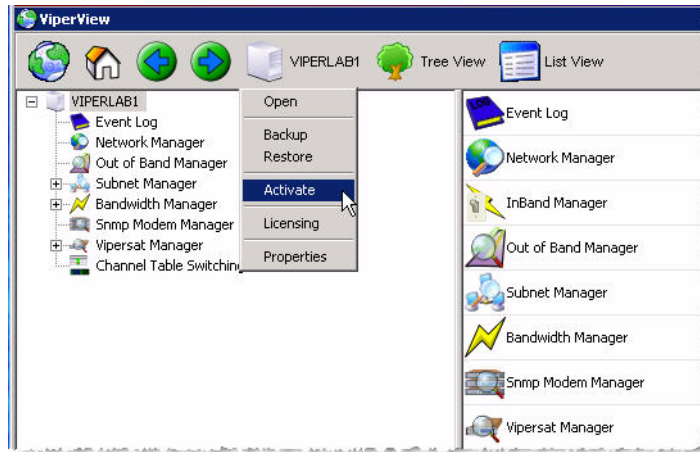 ViperView
VIPERLAB1 Tree View List View
VIPERLAB1
Event Log
Network Manager
Out of Band Manager
Subnet Manager
Bandwidth Manager
Snmp Modem Manager
Vipersat Manager
Channel Table Switching
Open
Backup
Restore
Activate
Licensing
Properties
LOG
Event Log
Network Manager
InBand Manager
Out of Band Manager
Subnet Manager
Bandwidth Manager
Snmp Modem Manager
Vipersat Manager